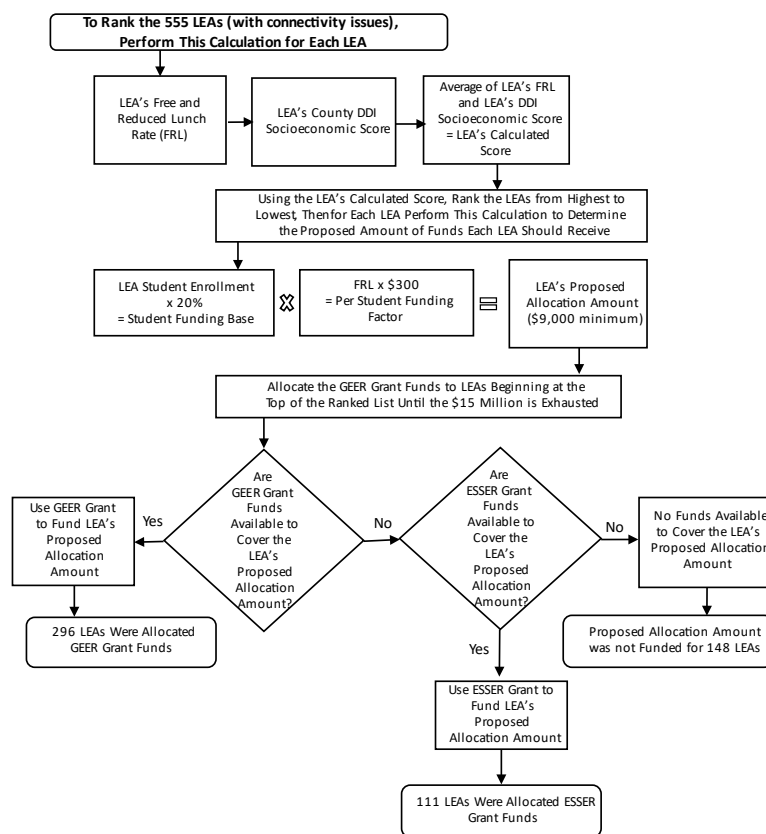 To Rank the 555 LEAs (with connectivity issues),
Perform This Calculation for Each LEA
LEA's Free and
Reduced Lunch
Rate (FRL)
LEA's County DDI
Socioeconomic Score
Average of LEA's FRL
and LEA's DDI
Socioeconomic Score
= LEA's Calculated
Score
Using the LEA's Calculated Score, Rank the LEAs from Highest to
Lowest, Thenfor Each LEA Perform This Calculation to Determine
the Proposed Amount of Funds Each LEA Should Receive
LEA Student Enrollment
x 20%
= Student Funding Base
FRL x $300
= Per Student Funding
Factor
LEA's Proposed
Allocation Amount
($9,000 minimum)
Allocate the GEER Grant Funds to LEAs Beginning at the
Top of the Ranked List Until the $15 Million is Exhausted
Are
GEER Grant
Funds
Available to
Cover the
LEA's
Proposed
Allocation
Amount?
Yes
Use GEER Grant
to Fund LEA's
Proposed
Allocation
Amount
296 LEAs Were Allocated
GEER Grant Funds
No
Are
ESSER Grant
Funds
Available to
Cover the
LEA's
Proposed
Allocation
Amount?
No
No Funds Available
to Cover the LEA's
Proposed Allocation
Amount
Proposed Allocation Amount
was not Funded for 148 LEAs
Yes
Use ESSER Grant to
Fund LEA's
Proposed
Allocation Amount
111 LEAs Were Allocated ESSER
Grant Funds